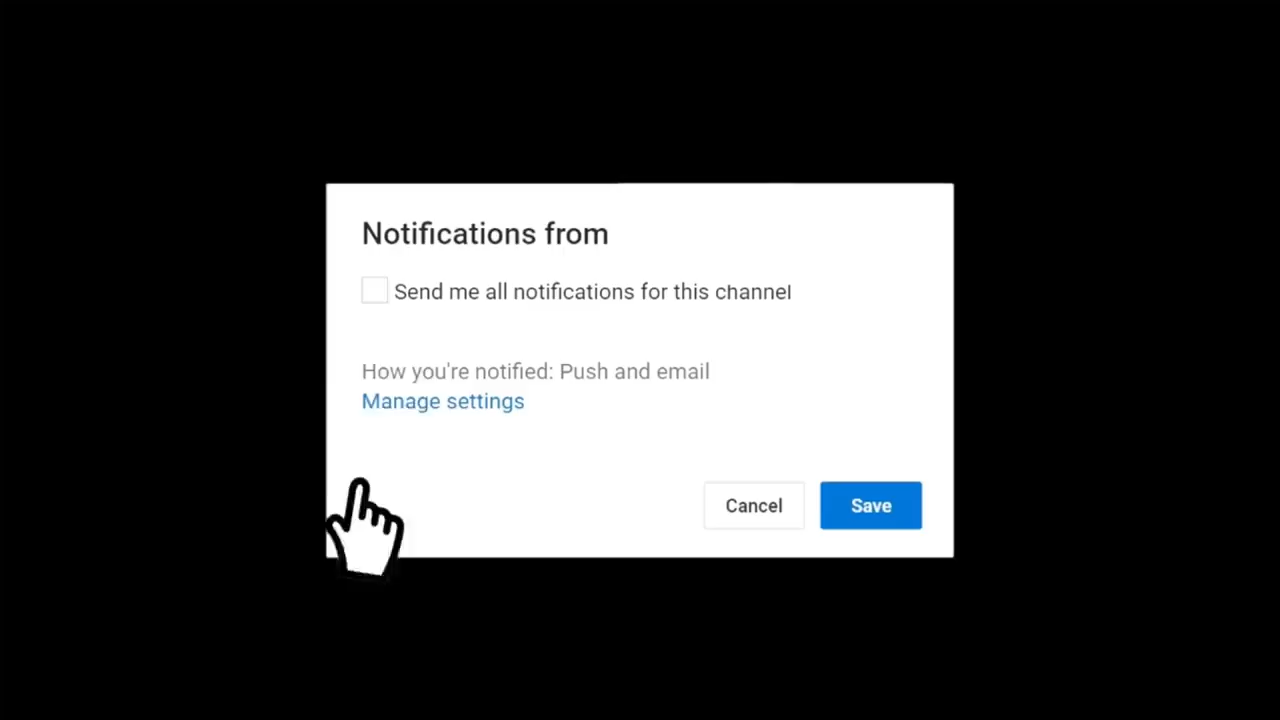 Notifications from
Send me all notifications for this channel
How you're notified: Push and email
Manage settings
Cancel
Save